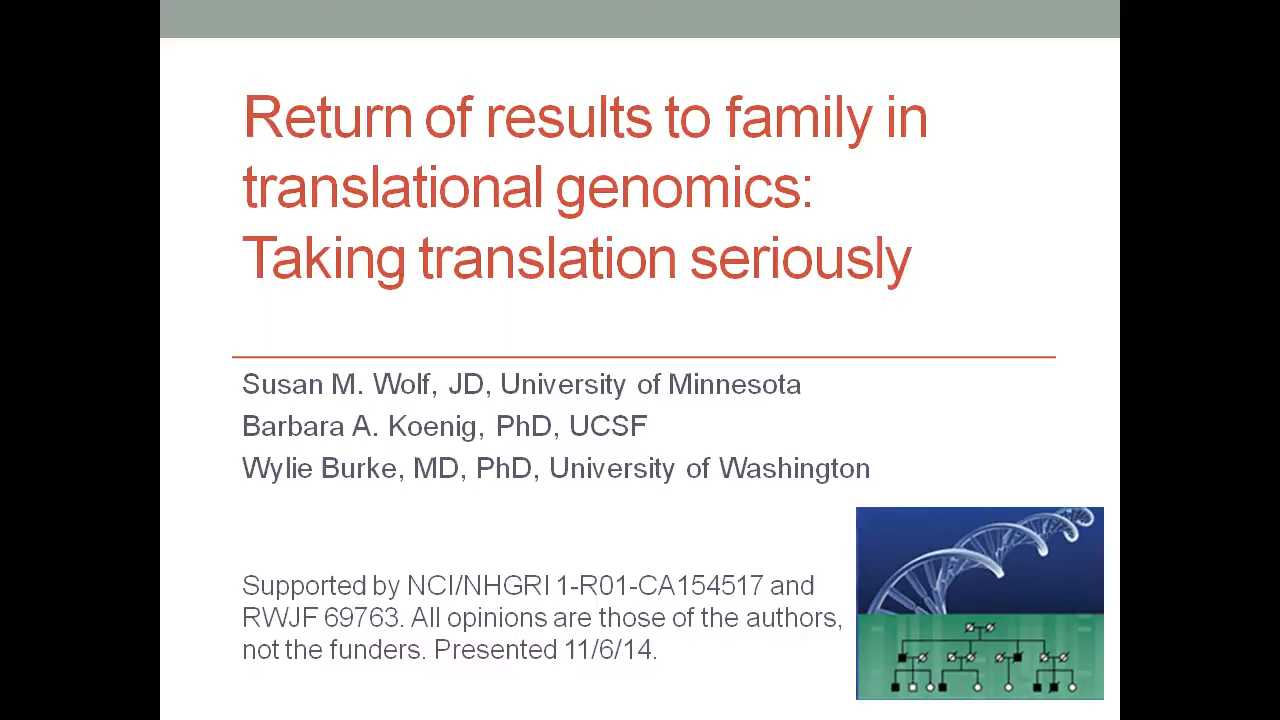 Return of results to family in
translational genomics:
Taking translation seriously
Susan M. Wolf, JD, University of Minnesota
Barbara A. Koenig, PhD, UCSF
Wylie Burke, MD, PhD, University of Washington
Supported by NCI/NHGRI 1-R01-CA154517 and
RWJF 69763. All opinions are those of the authors,
not the funders. Presented 11/6/14.